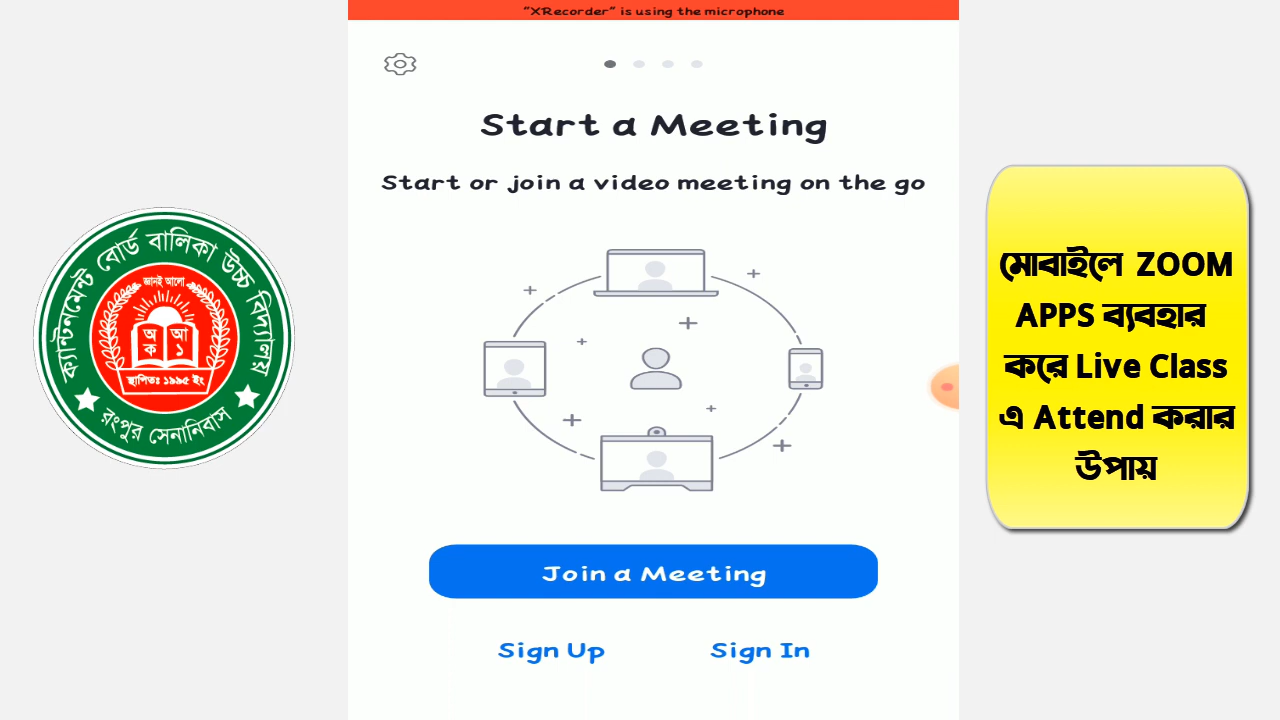 "XRecorder" is using the microphone
Start a Meeting
Start or join a video meeting on the go
Join a Meeting
Sign Up
Sign In
ক্যান্টনমেন্ট বোর্ড বালিকা উচ্চ বিদ্যালয়
জ্ঞানই আলো
অ আ
ক ১
স্থাপিতঃ ১৯৯৫ ইং
রংপুর সেনানিবাস
মোবাইলে ZOOM
APPS ব্যবহার
করে Live Class
এ Attend করার
উপায়